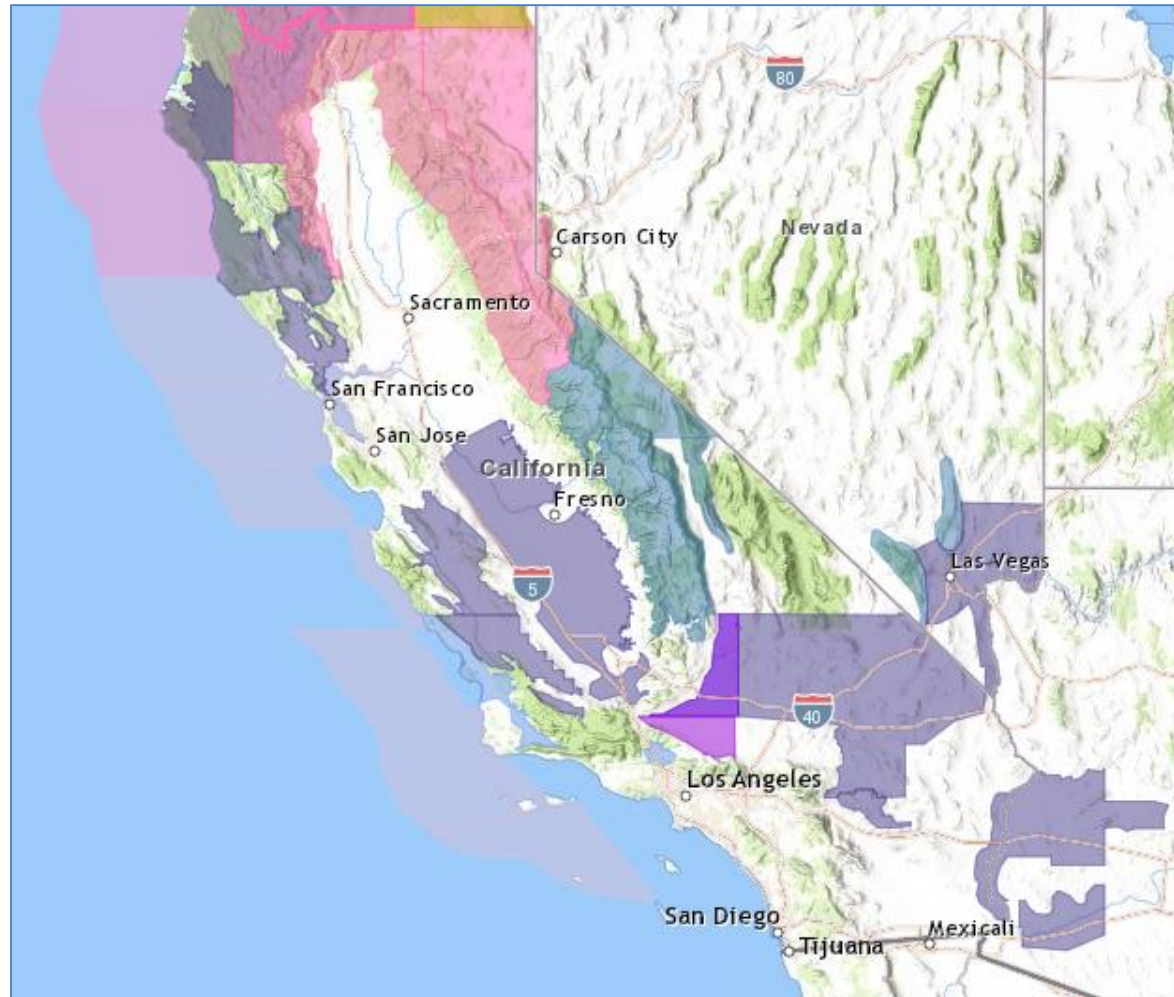 80
Carson City
Nevada
Sacramento
San Francisco
San Jose
California
Fresno
5
Las Vegas
40
Los Angeles
San Diego
Tijuana
Mexicali